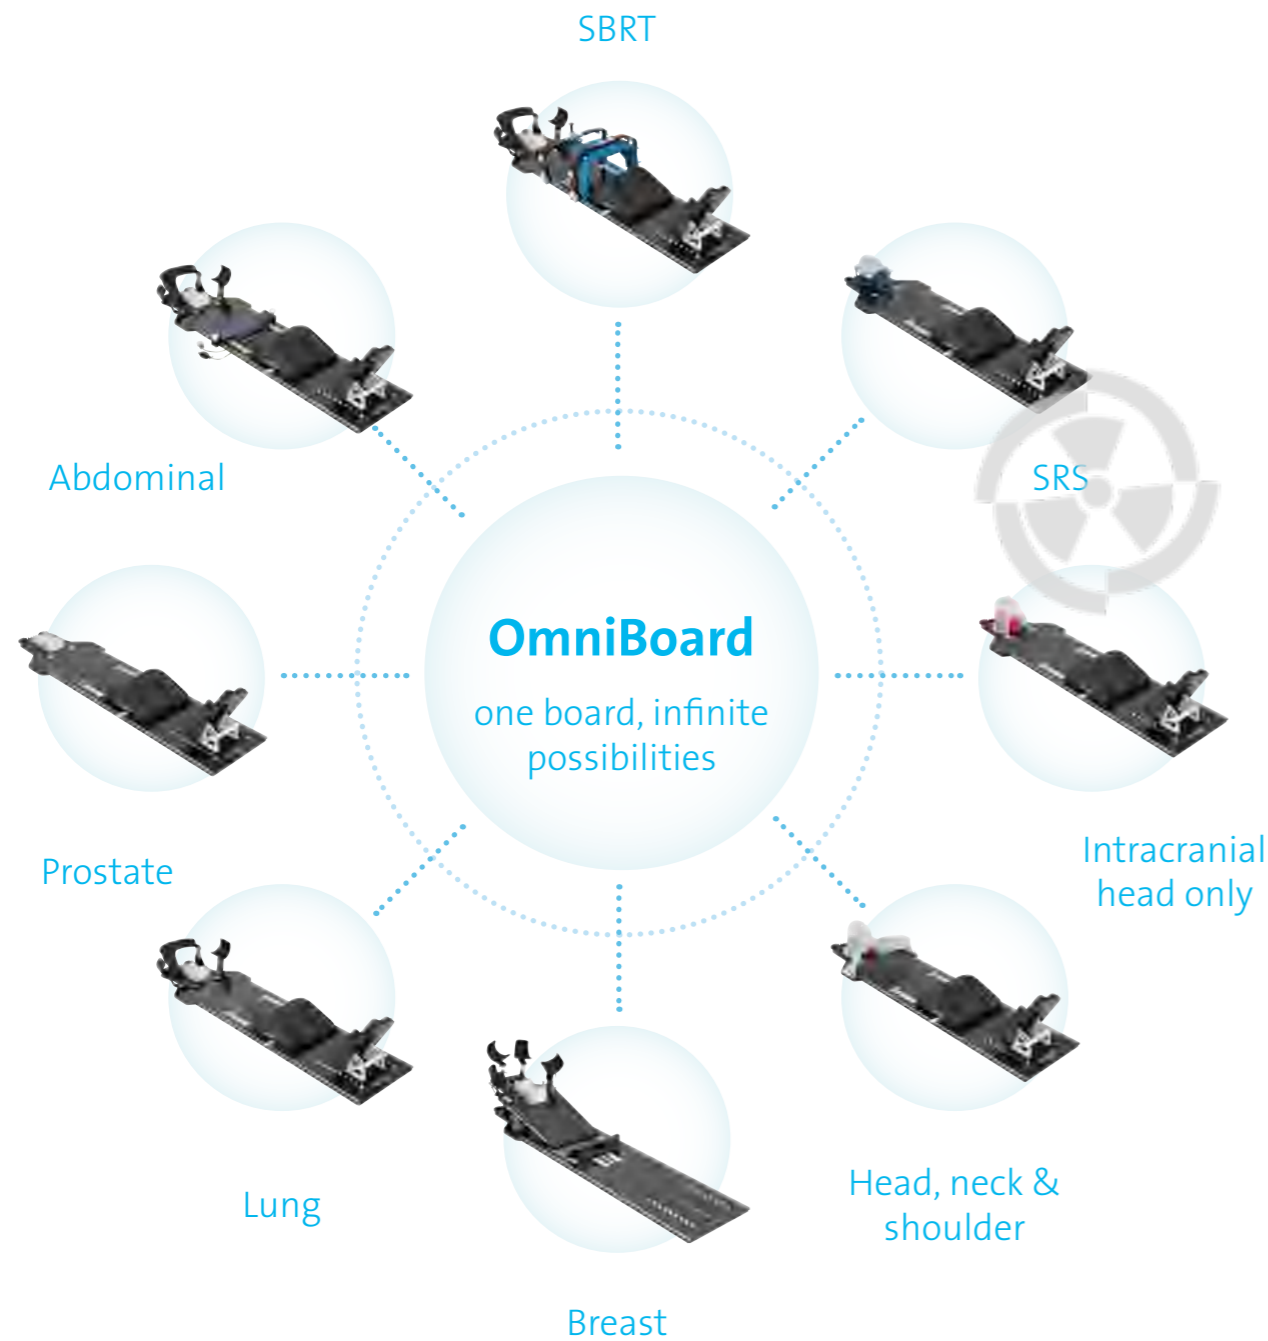 SBRT
Abdominal
SRS
OmniBoard
one board, infinite
possibilities
Prostate
Intracranial
head only
Lung
Head, neck &
shoulder
Breast